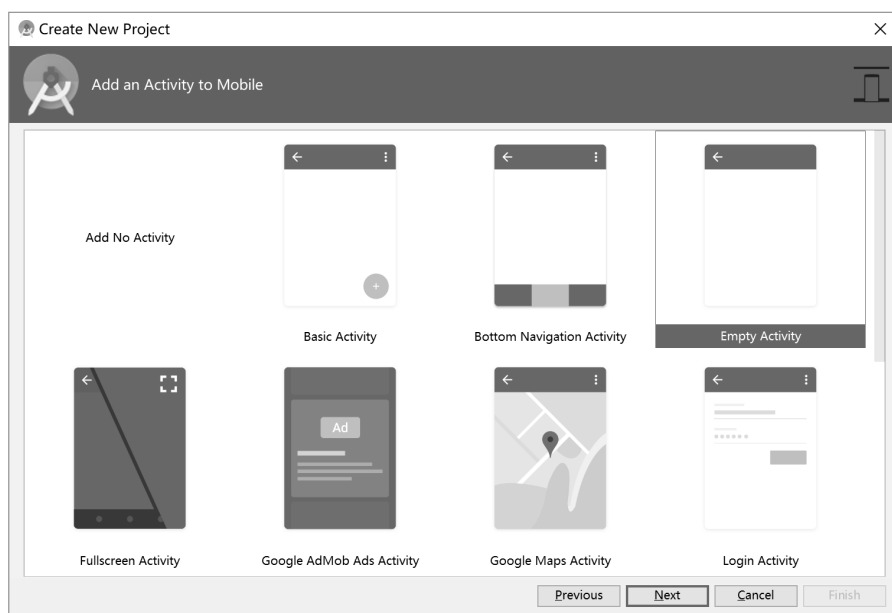 Create New Project
Add an Activity to Mobile
Add No Activity
Basic Activity
Bottom Navigation Activity
Empty Activity
Ad
Fullscreen Activity
Google AdMob Ads Activity
Google Maps Activity
Login Activity
Previous
Next
Cancel
Finish